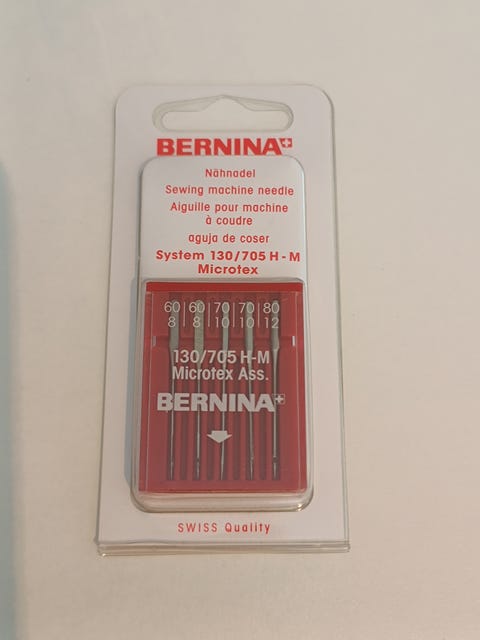 BERNINA+
Nähnadel
Sewing machine needle
Aiguille pour machine
à coudre
aguja de coser
System 130/705 H - M
Microtex
60|60|70|70|80
8|8|10|10|12
130/705 H-M
Microtex Ass.
BERNINA+
SWISS Quality